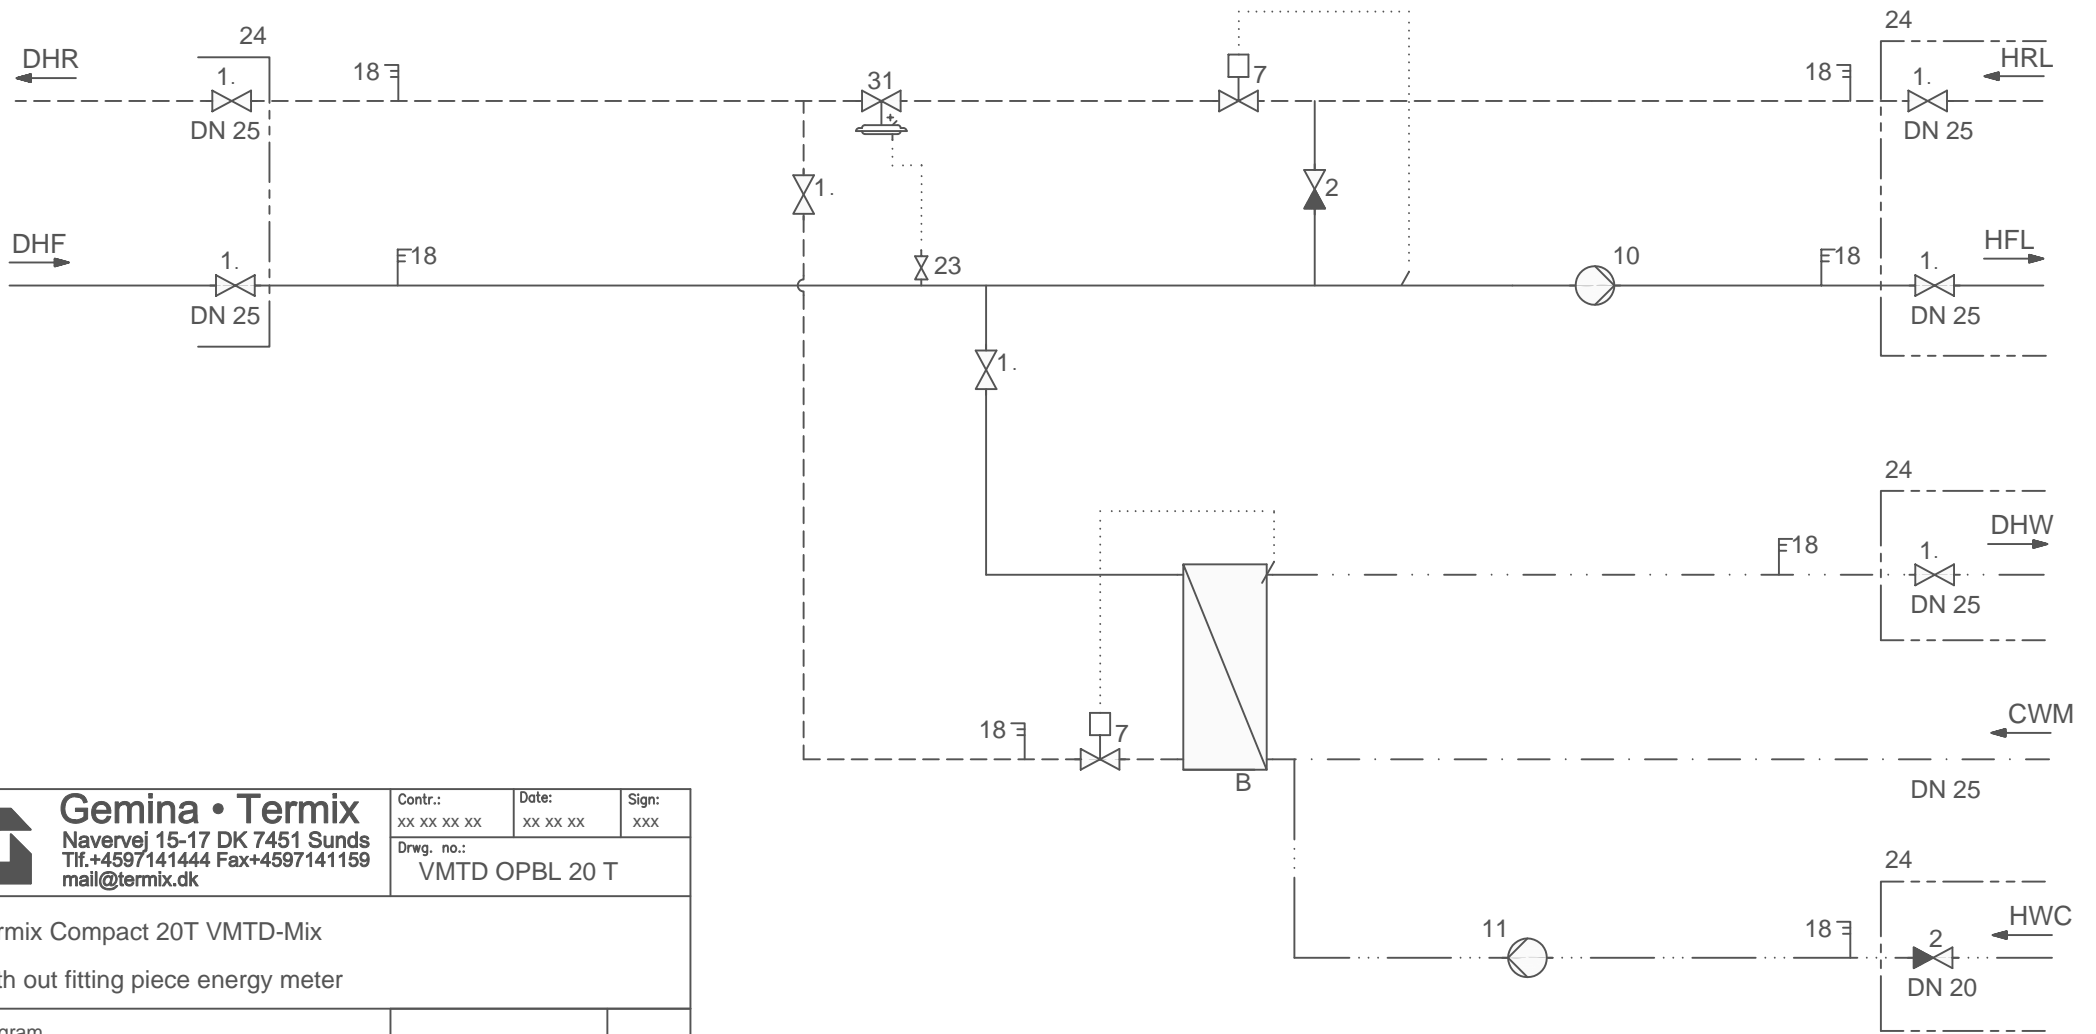 24
24
DHR
1.
18
31
7
18
1.
HRL
DN 25
DN 25
1.
2
DHF
1.
18
23
10
18
1.
HFL
DN 25
DN 25
1.
24
DHW
18
1.
DN 25
18
7
B
CWM
DN 25
24
HWC
11
18
2
DN 20
Gemina • Termix
Navervej 15-17 DK 7451 Sunds
Tlf.+4597141444 Fax+4597141159
mail@termix.dk
Contr.:
xx xx xx xx
Date:
xx xx xx
Sign:
xxx
Drwg. no.:
VMTD OPBL 20 T
rmix Compact 20T VMTD-Mix
th out fitting piece energy meter